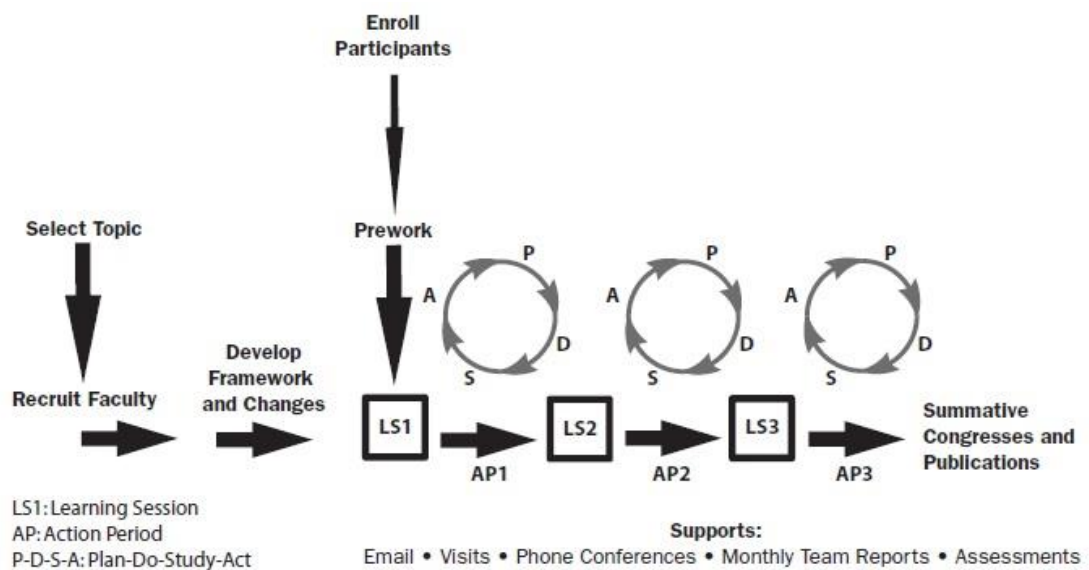 Enroll
Participants
Select Topic
Prework
P
A
D
S
P
A
D
S
P
A
D
S
Recruit Faculty
Develop
Framework
and Changes
LS1
AP1
LS2
AP2
LS3
AP3
Summative
Congresses and
Publications
LS1: Learning Session
AP: Action Period
P-D-S-A: Plan-Do-Study-Act
Supports:
Email • Visits • Phone Conferences • Monthly Team Reports • Assessments